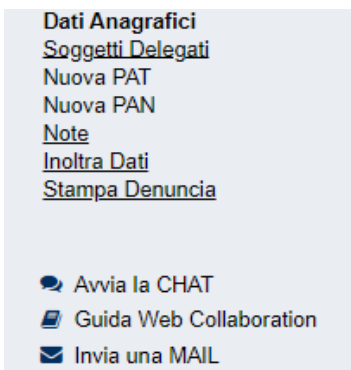 Dati Anagrafici
Soggetti Delegati
Nuova PAT
Nuova PAN
Note
Inoltra Dati
Stampa Denuncia
Avvia la CHAT
Guida Web Collaboration
Invia una MAIL